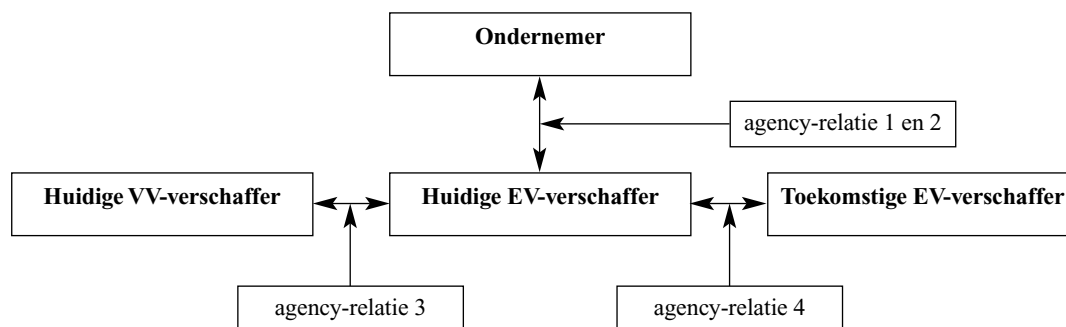 Ondernemer
agency-relatie 1 en 2
Huidige VV-verschaffer
Huidige EV-verschaffer
Toekomstige EV-verschaffer
agency-relatie 3
agency-relatie 4